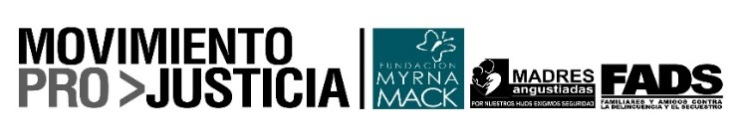 MOVIMIENTO
PRO>JUSTICIA
FUNDACION
MYRNA
MACK
MADRES
angustiadas
POR NUESTROS HIJOS EXIGIMOS SEGURIDAD
FADS
FAMILIARES Y AMIGOS CONTRA
LA DELINCUENCIA Y EL SECUESTRO